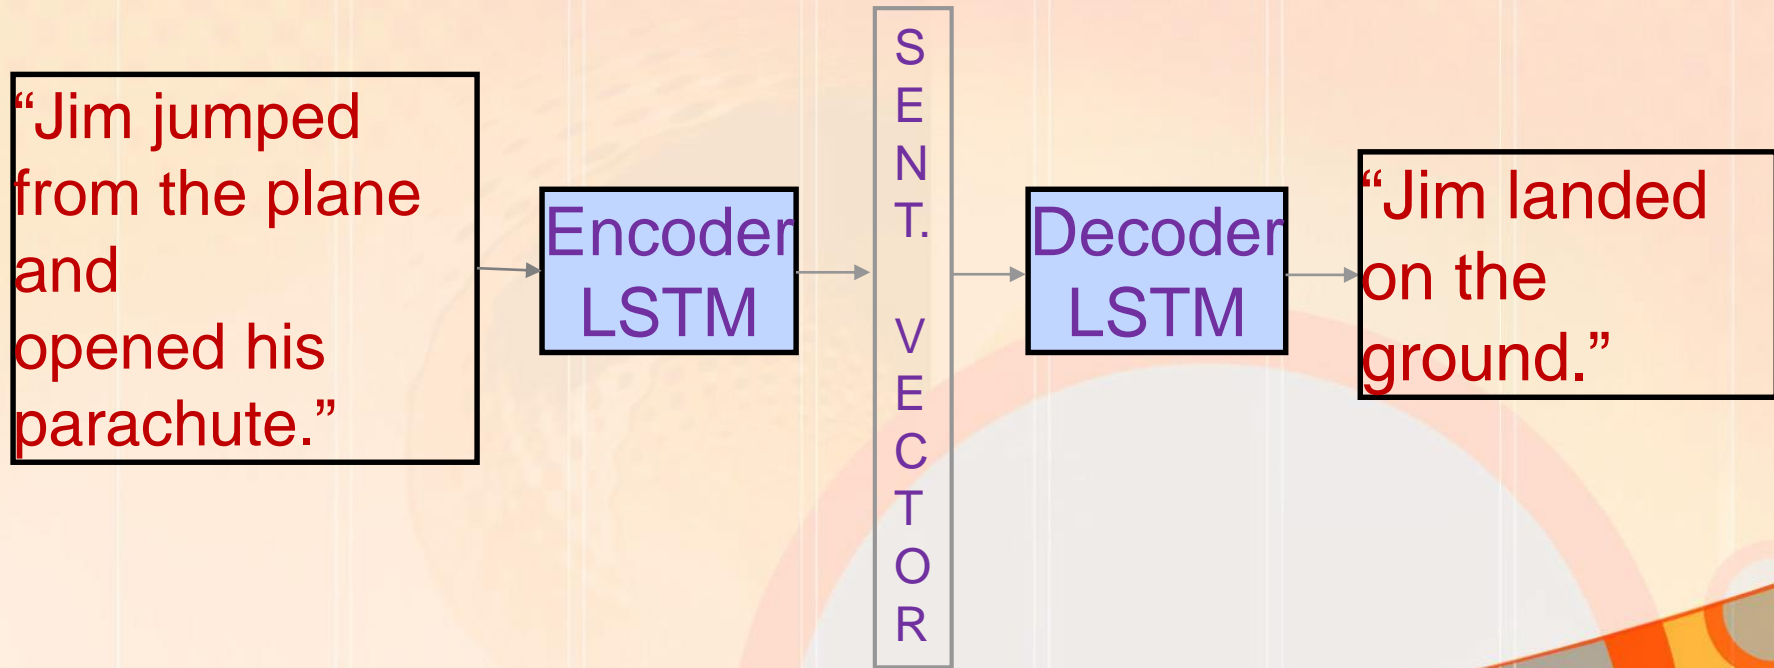 “Jim jumped
from the plane
and
opened his
parachute.”
Encoder
LSTM
S
E
N
T.
V
E
C
T
O
R
Decoder
LSTM
“Jim landed
on the
ground.”